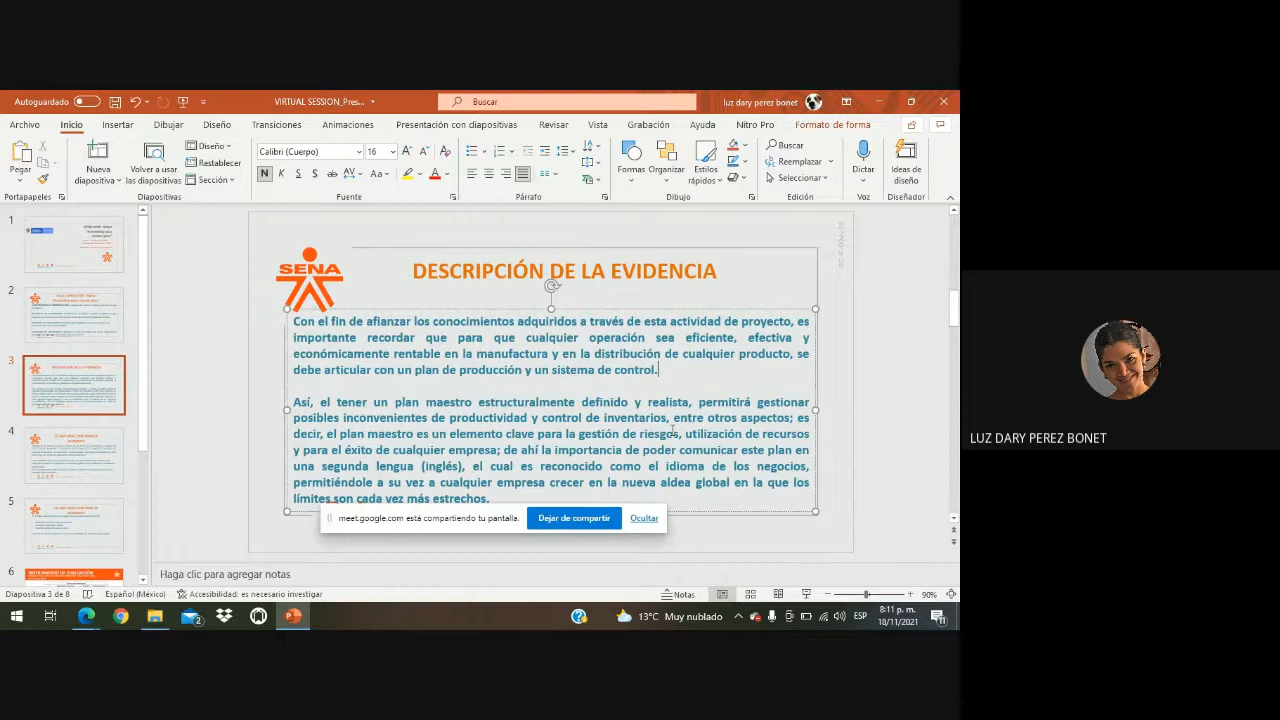 Autoguardado
VIRTUAL SESSION_Pres...
Buscar
luz dary perez bonet
Archivo
Inicio
Insertar
Dibujar
Diseño
Transiciones
Animaciones
Presentación con diapositivas
Revisar
Vista
Grabación
Ayuda
Nitro Pro
Formato de forma
Pegar
Nueva diapositiva
Volver a usar las diapositivas
Diseño
Restablecer
Sección
Calibri (Cuerpo)
16
N K S S ab AV Aa A
Formas
Organizar
Estilos rápidos
Buscar
Reemplazar
Seleccionar
Dictar
Ideas de diseño
Portapapeles
Diapositivas
Fuente
Párrafo
Dibujo
Edición
Voz
Diseñador
1
2
3
4
5
6
SENA
DESCRIPCIÓN DE LA EVIDENCIA
Con el fin de afianzar los conocimientos adquiridos a través de esta actividad de proyecto, es
importante recordar que para que cualquier operación sea eficiente, efectiva y
económicamente rentable en la manufactura y en la distribución de cualquier producto, se
debe articular con un plan de producción y un sistema de control.
Así, el tener un plan maestro estructuralmente definido y realista, permitirá gestionar
posibles inconvenientes de productividad y control de inventarios, entre otros aspectos; es
decir, el plan maestro es un elemento clave para la gestión de riesgos, utilización de recursos
y para el éxito de cualquier empresa; de ahí la importancia de poder comunicar este plan en
una segunda lengua (inglés), el cual es reconocido como el idioma de los negocios,
permitiéndole a su vez a cualquier empresa crecer en la nueva aldea global en la que los
límites son cada vez más estrechos.
meet.google.com está compartiendo tu pantalla.
Dejar de compartir
Ocultar
Haga clic para agregar notas
Diapositiva 3 de 8
Español (México)
Accesibilidad: es necesario investigar
Notas
90%
13°C Muy nublado
ESP
8:11 p. m.
18/11/2021
LUZ DARY PEREZ BONET